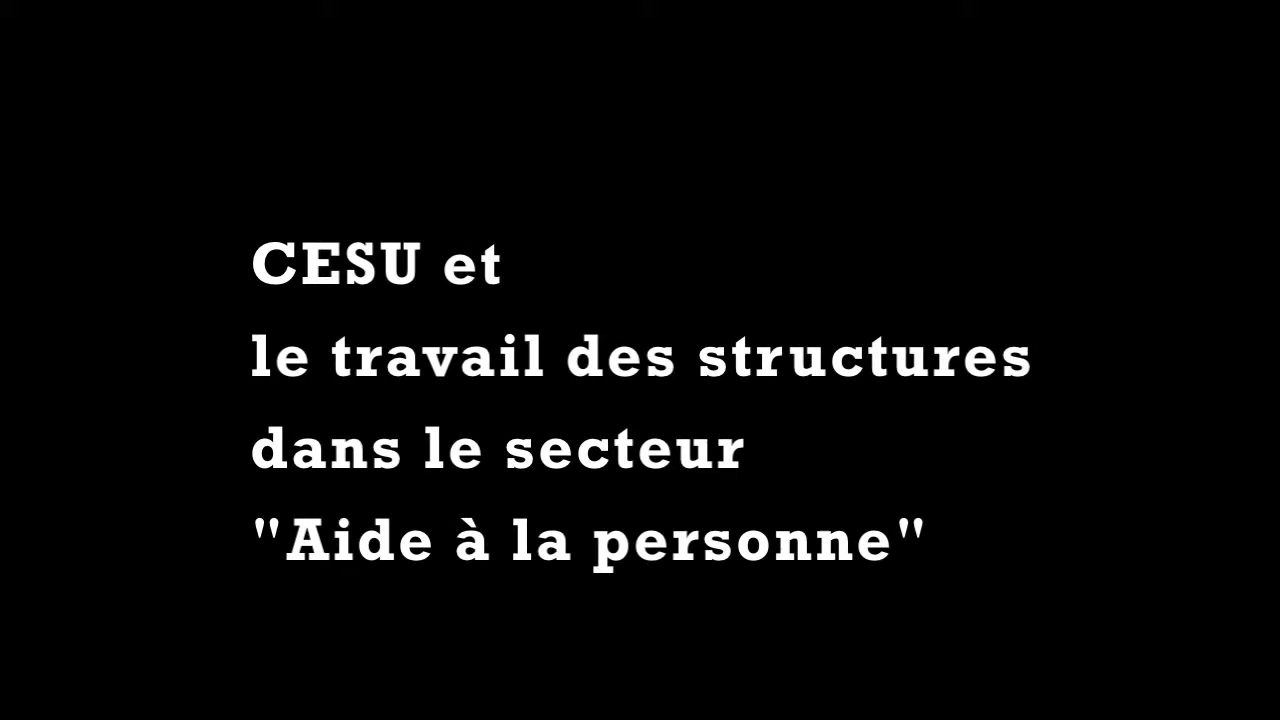 CESU et
le travail des structures
dans le secteur
"Aide à la personne"